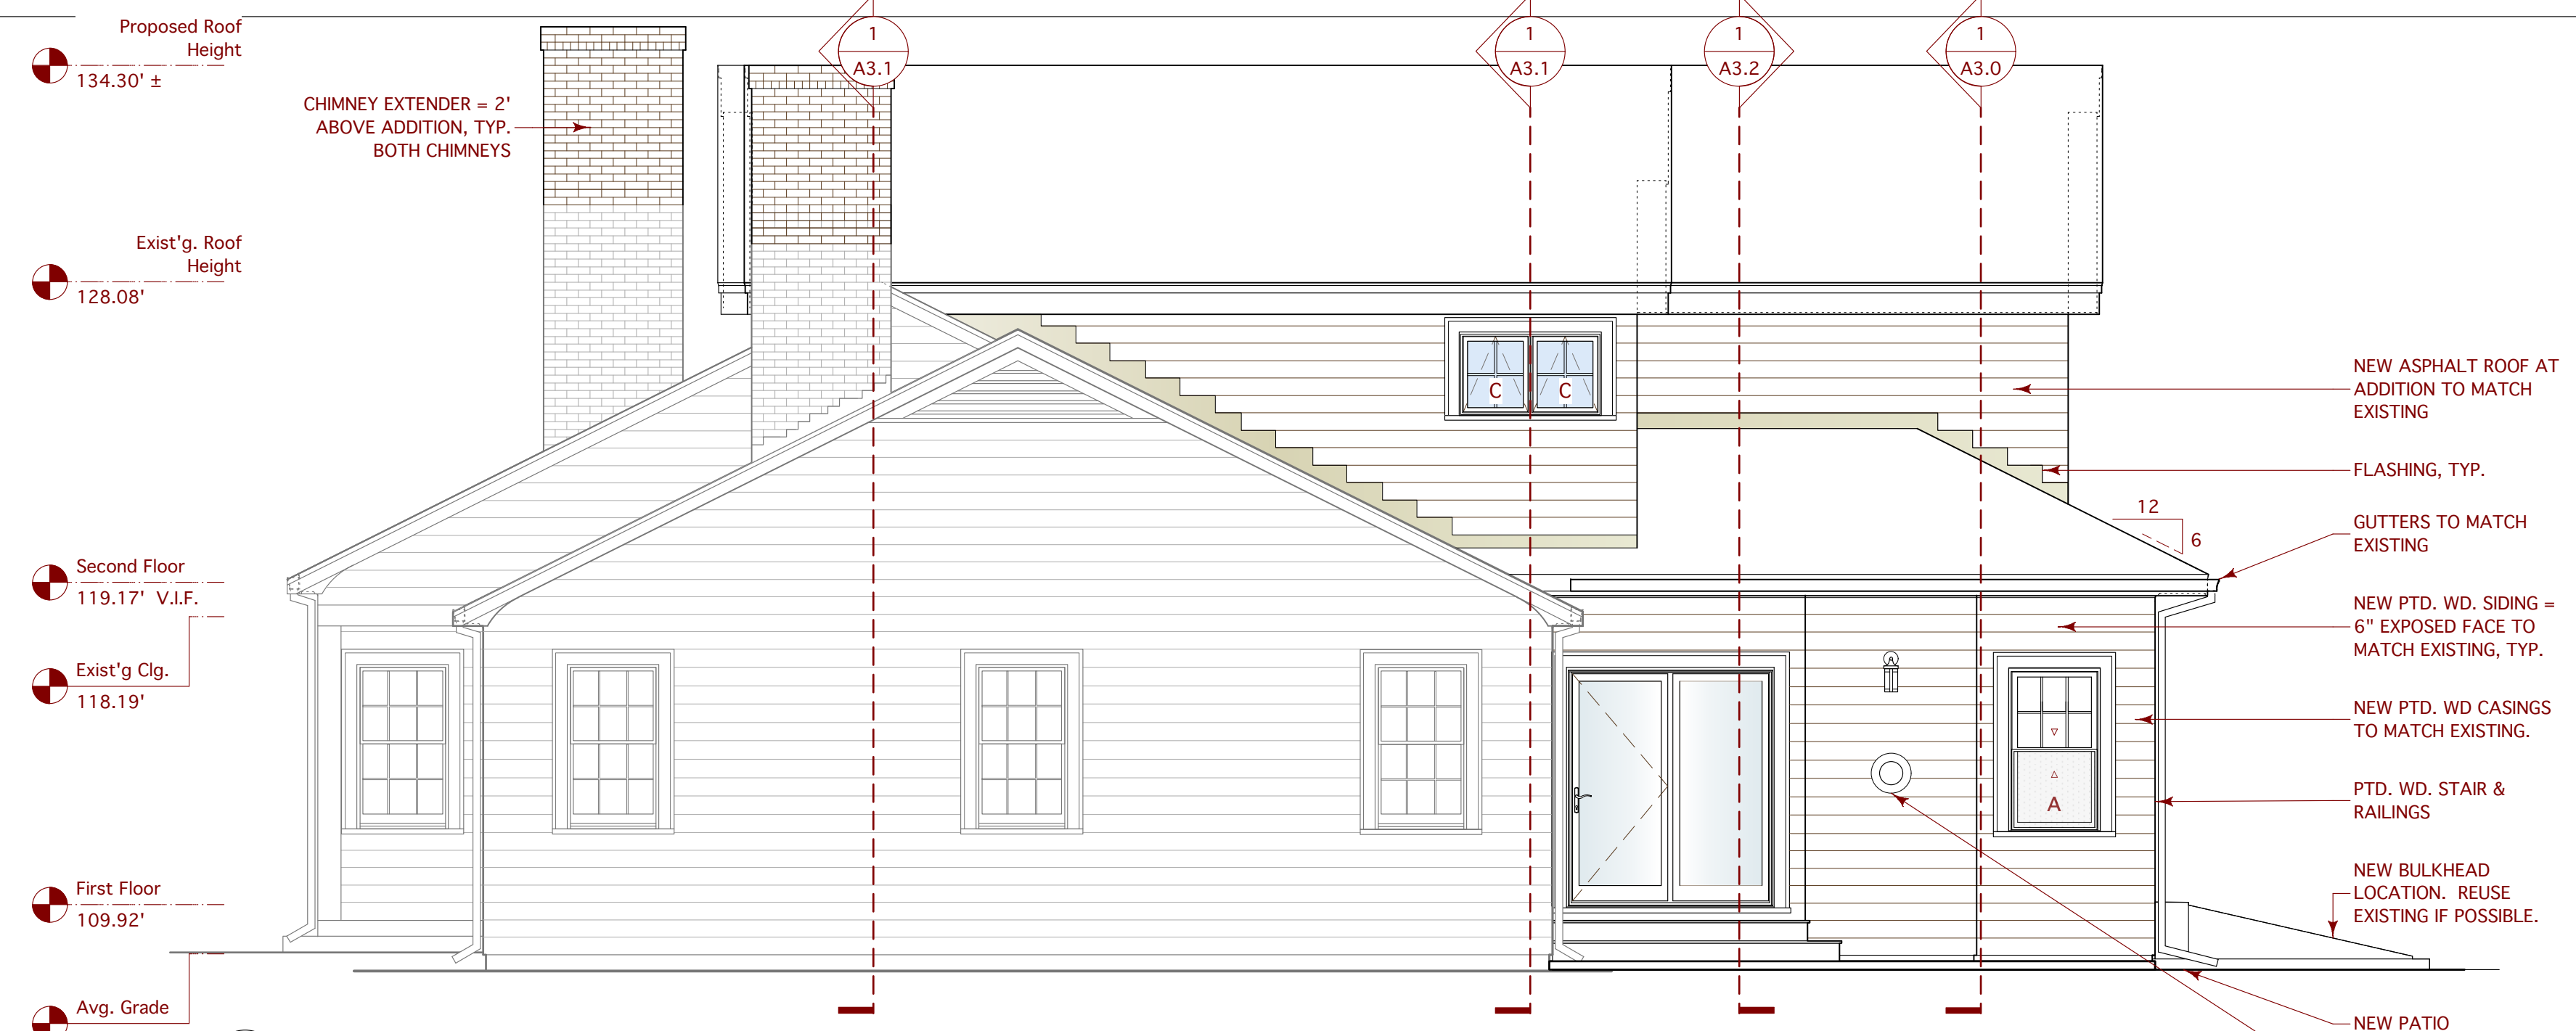 Proposed Roof
Height
134.30' ±
CHIMNEY EXTENDER = 2'
ABOVE ADDITION, TYP.
BOTH CHIMNEYS
Exist'g. Roof
Height
128.08'
Second Floor
119.17' V.I.F.
Exist'g Clg.
118.19'
First Floor
109.92'
Avg. Grade
1
A3.1
1
A3.1
1
A3.2
1
A3.0
C
C
A
12
6
NEW ASPHALT ROOF AT
ADDITION TO MATCH
EXISTING
FLASHING, TYP.
GUTTERS TO MATCH
EXISTING
NEW PTD. WD. SIDING =
6" EXPOSED FACE TO
MATCH EXISTING, TYP.
NEW PTD. WD CASINGS
TO MATCH EXISTING.
PTD. WD. STAIR &
RAILINGS
NEW BULKHEAD
LOCATION. REUSE
EXISTING IF POSSIBLE.
NEW PATIO